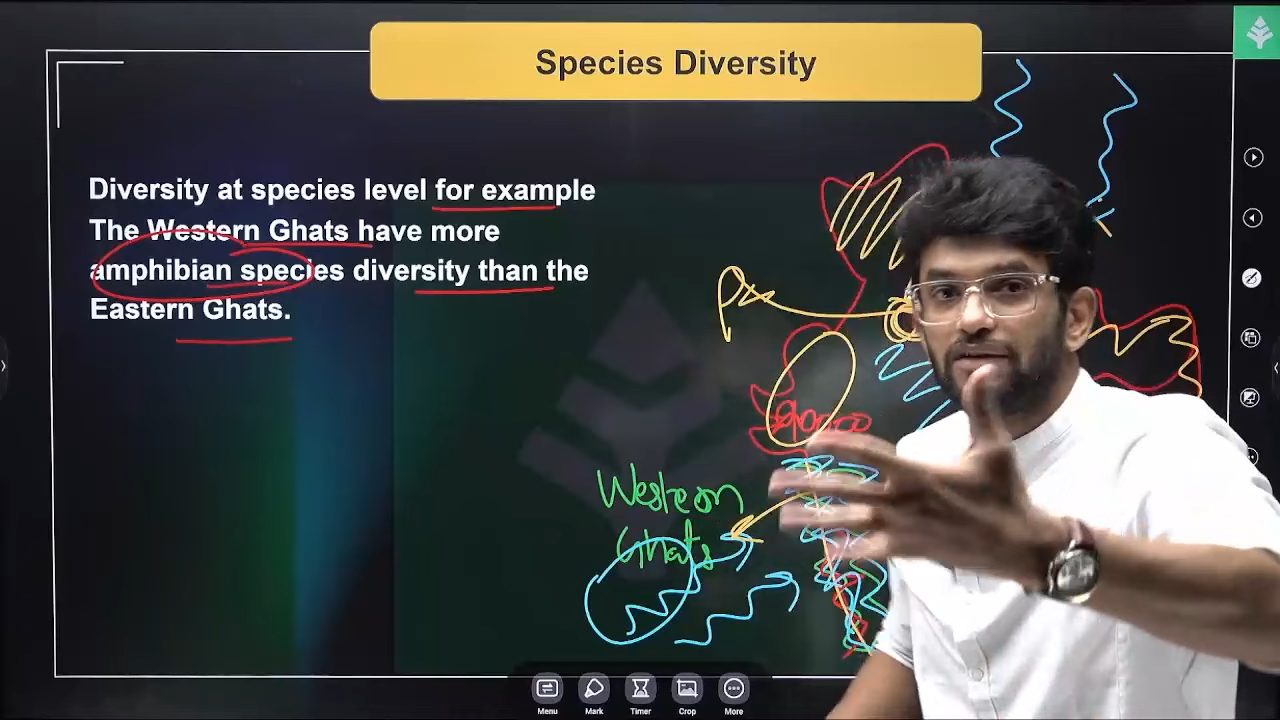 Species Diversity
Diversity at species level for example
The Western Ghats have more
amphibian species diversity than the
Eastern Ghats.
Western
Ghats
Menu
Mark
Timer
Crop
More